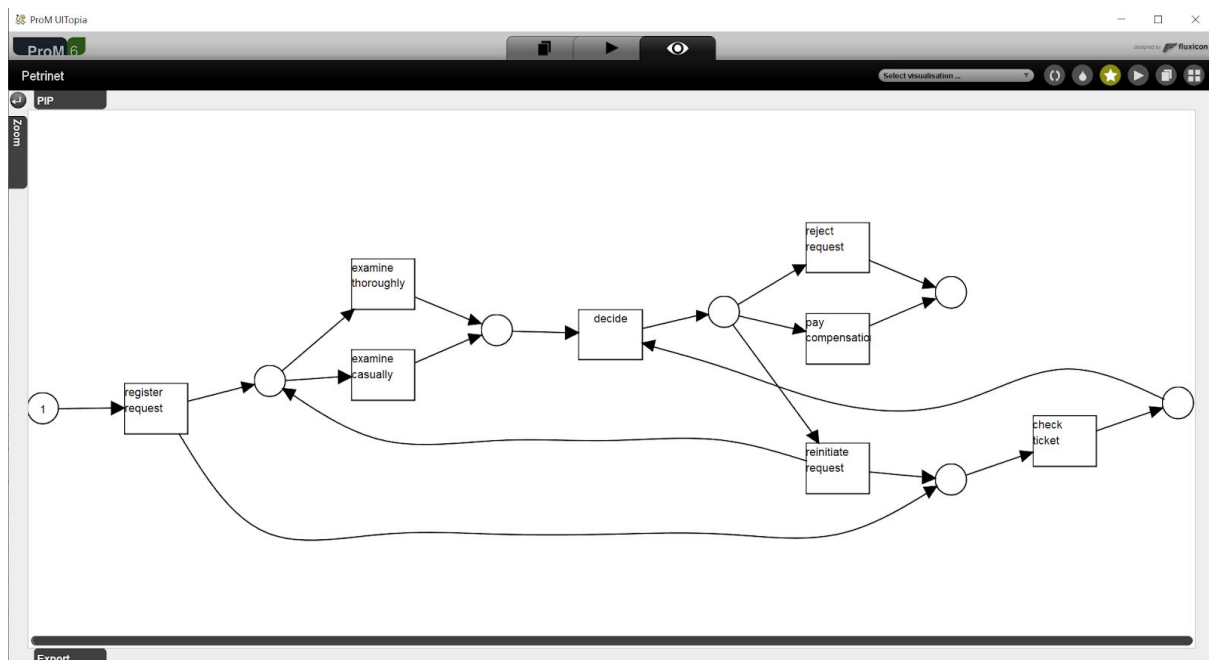 ProM UITopia
ProM 6
designed by fluxicon
Petrinet
Select visualisation ...
PIP
Zoom
reject
request
examine
thoroughly
decide
pay
compensatio
examine
casually
register
request
1
check
ticket
reinitiate
request
Export